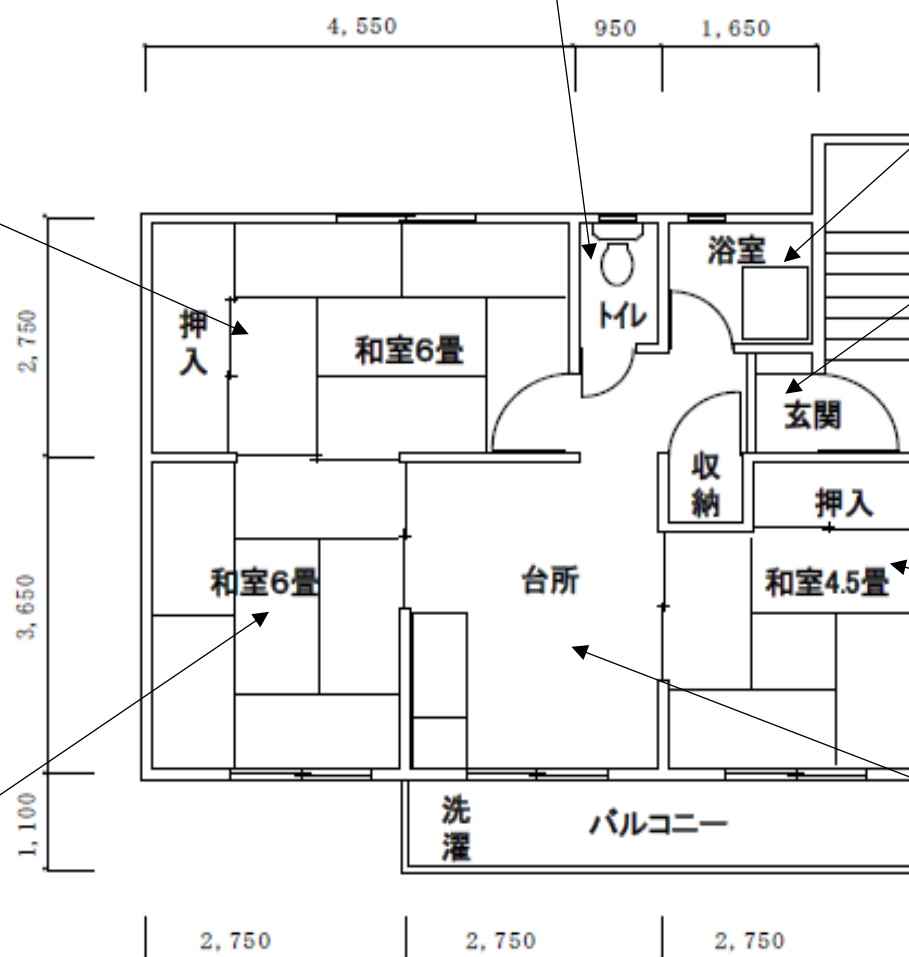 4,550
950
1,650
浴室
トイレ
2,750
押入
和室6畳
玄関
収納
押入
3,650
和室6畳
台所
和室4.5畳
1,100
洗濯
バルコニー
2,750
2,750
2,750